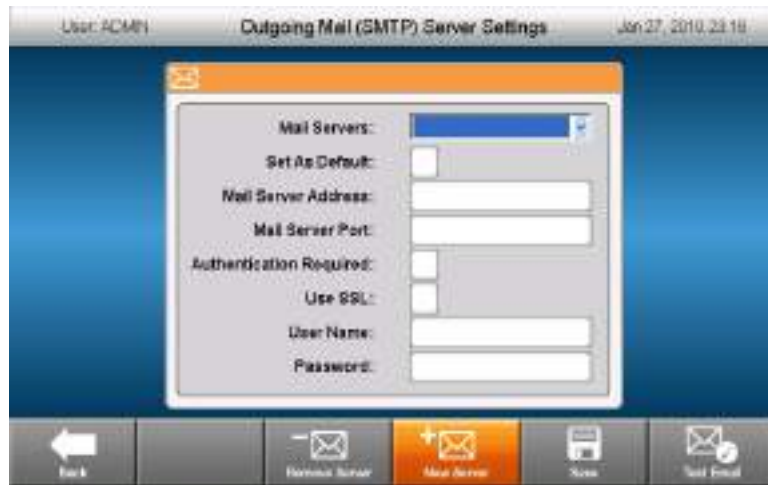 User: ADMIN
Outgoing Mail (SMTP) Server Settings
Jan 27, 2010, 23:16
Mail Servers:
Set As Default:
Mail Server Address:
Mail Server Port:
Authentication Required:
Use SSL:
User Name:
Password:
Back
Remove Server
New Server
Save
Test Email